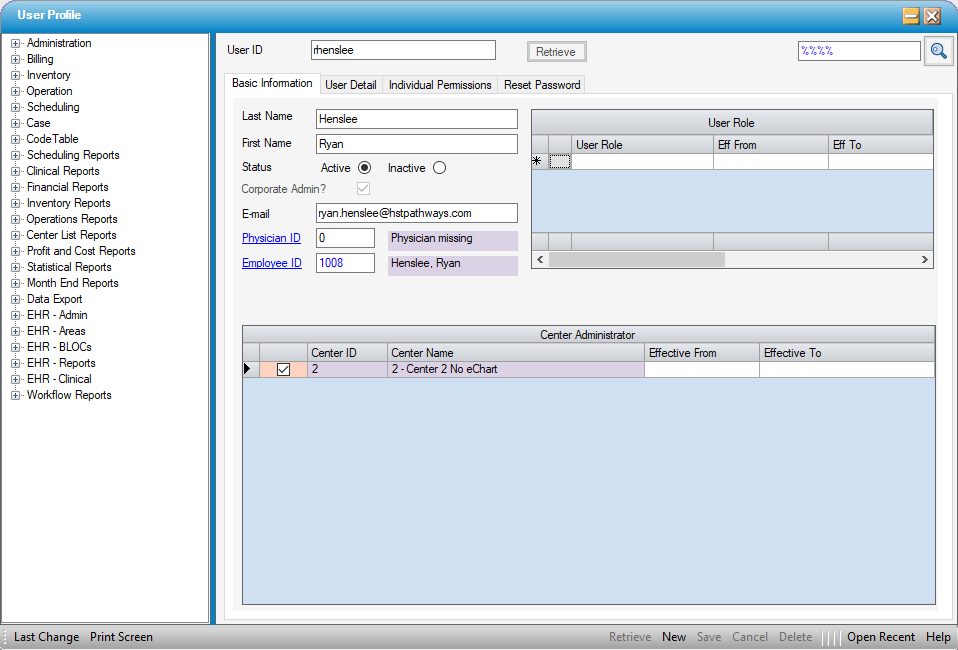 User Profile
Administration
Billing
Inventory
Operation
Scheduling
Case
CodeTable
Scheduling Reports
Clinical Reports
Financial Reports
Inventory Reports
Operations Reports
Center List Reports
Profit and Cost Reports
Statistical Reports
Month End Reports
Data Export
EHR - Admin
EHR - Areas
EHR - BLOCs
EHR - Reports
EHR - Clinical
Workflow Reports
User ID rhenslee Retrieve %%%%
Basic Information User Detail Individual Permissions Reset Password
Last Name Henslee
First Name Ryan
Status Active Inactive
Corporate Admin?
E-mail ryan.henslee@hstpathways.com
Physician ID 0 Physician missing
Employee ID 1008 Henslee, Ryan
User Role
User Role Eff From Eff To
Center Administrator
Center ID Center Name Effective From Effective To
2 2 - Center 2 No eChart
Last Change Print Screen Retrieve New Save Cancel Delete Open Recent Help